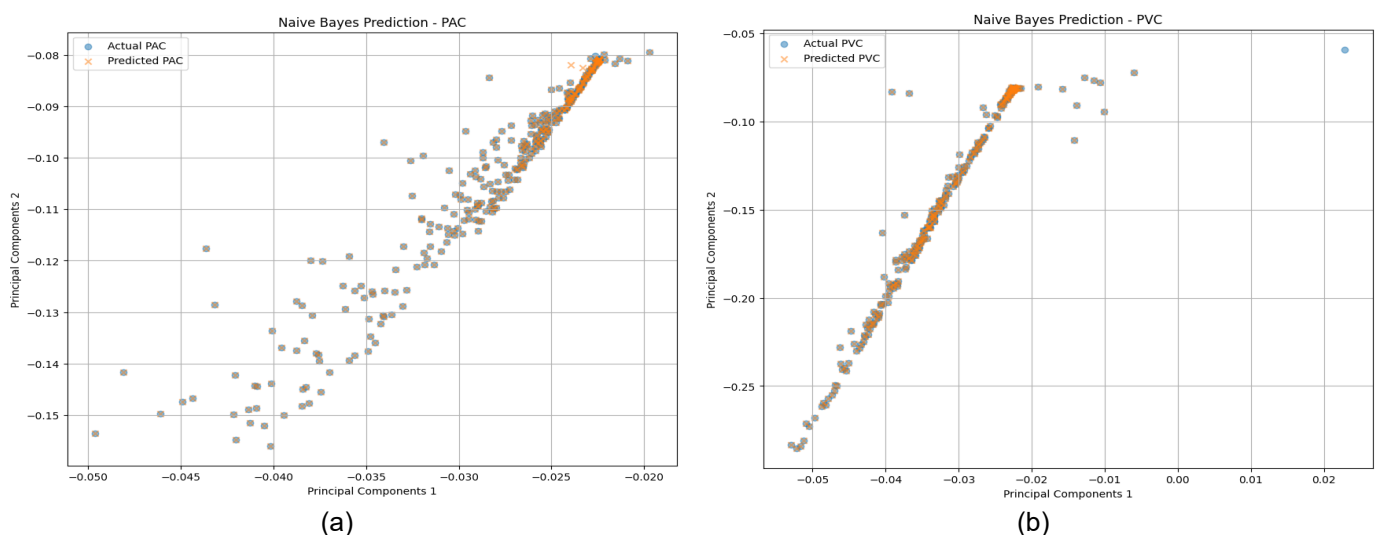 Naive Bayes Prediction - PAC
Actual PAC
Predicted PAC
−0.08
−0.09
−0.10
−0.11
−0.12
−0.13
−0.14
−0.15
Principal Components 2
−0.050
−0.045
−0.040
−0.035
−0.030
−0.025
−0.020
Principal Components 1
(a)
Naive Bayes Prediction - PVC
Actual PVC
Predicted PVC
−0.05
−0.10
−0.15
−0.20
−0.25
Principal Components 2
−0.05
−0.04
−0.03
−0.02
−0.01
0.00
0.01
0.02
Principal Components 1
(b)